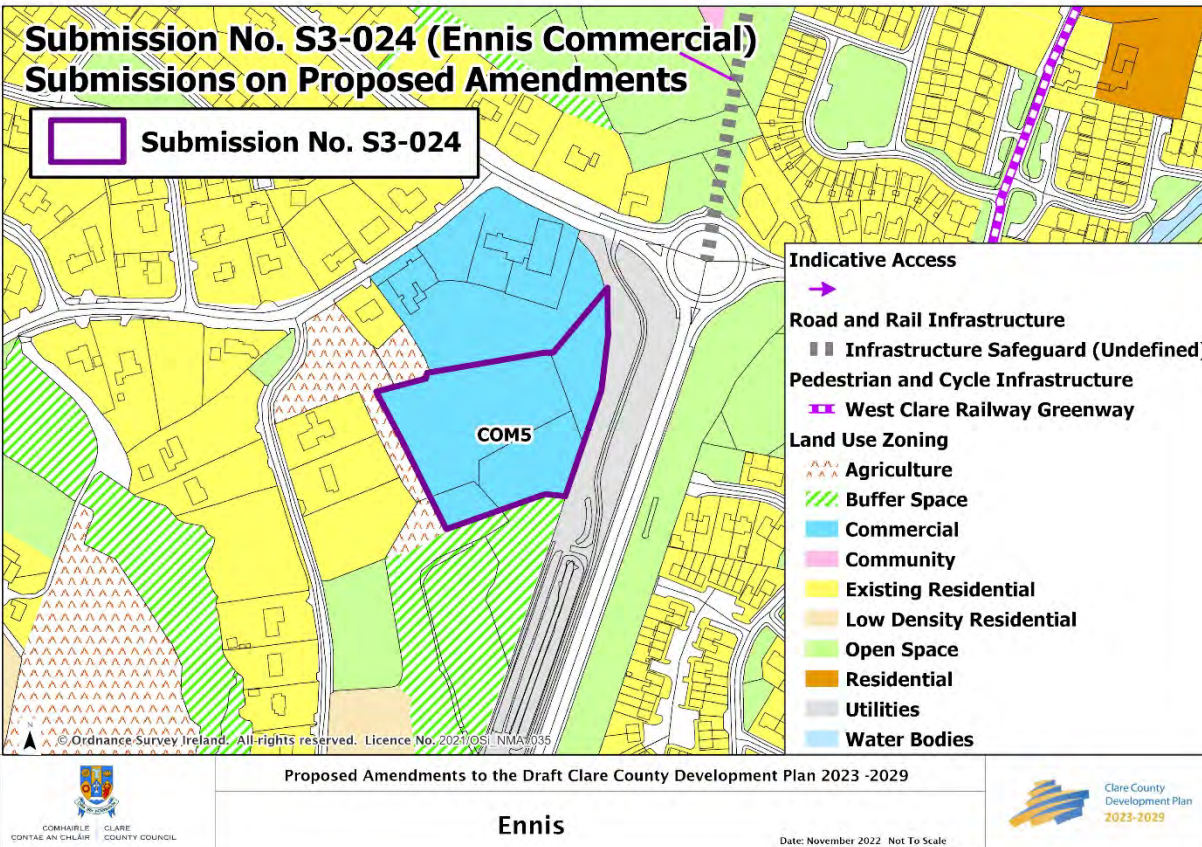 Submission No. S3-024 (Ennis Commercial)
Submissions on Proposed Amendments
Submission No. S3-024
COM5
Indicative Access
Road and Rail Infrastructure
Infrastructure Safeguard (Undefined)
Pedestrian and Cycle Infrastructure
West Clare Railway Greenway
Land Use Zoning
Agriculture
Buffer Space
Commercial
Community
Existing Residential
Low Density Residential
Open Space
Residential
Utilities
Water Bodies
N
© Ordnance Survey Ireland. All rights reserved. Licence No. 2021/OSi_NMA_035
COMHAIRLE CLARE
CONTAE AN CHLÁIR COUNTY COUNCIL
Proposed Amendments to the Draft Clare County Development Plan 2023 -2029
Ennis
Date: November 2022 Not To Scale
Clare County
Development Plan
2023-2029